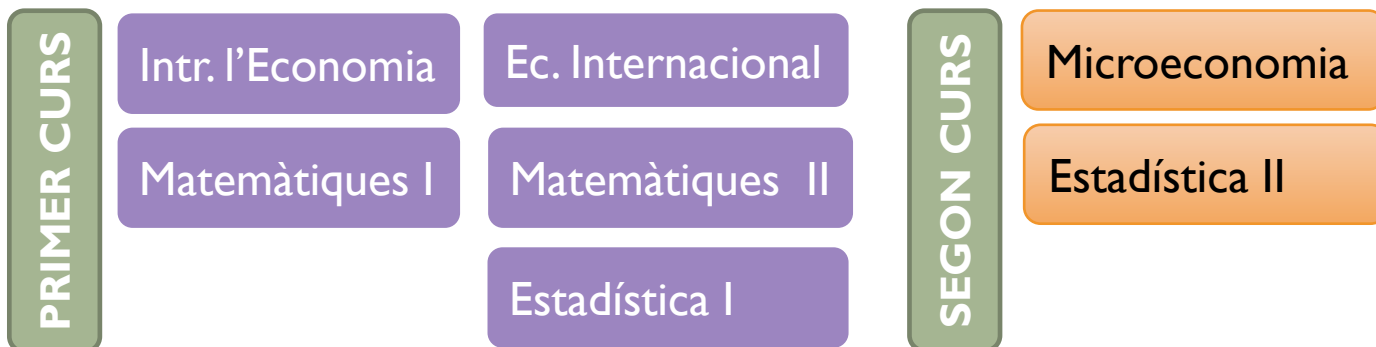 PRIMER CURS
Intr. l’Economia
Ec. Internacional
Matemàtiques I
Matemàtiques II
Estadística I
SEGON CURS
Microeconomia
Estadística II